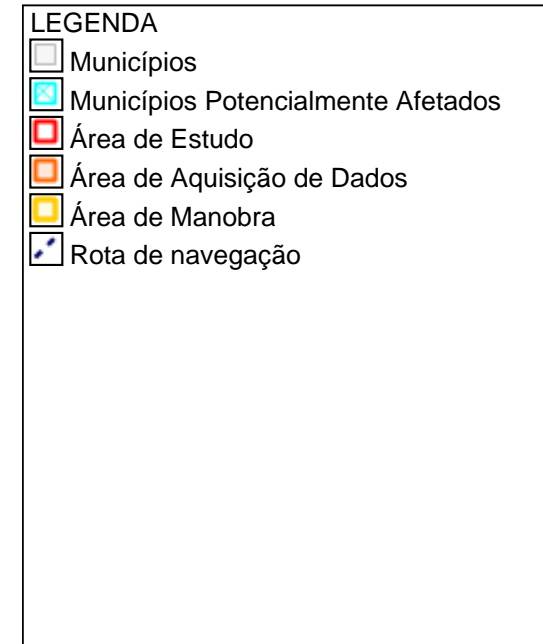 LEGENDA
Municípios
Municípios Potencialmente Afetados
Área de Estudo
Área de Aquisição de Dados
Área de Manobra
Rota de navegação